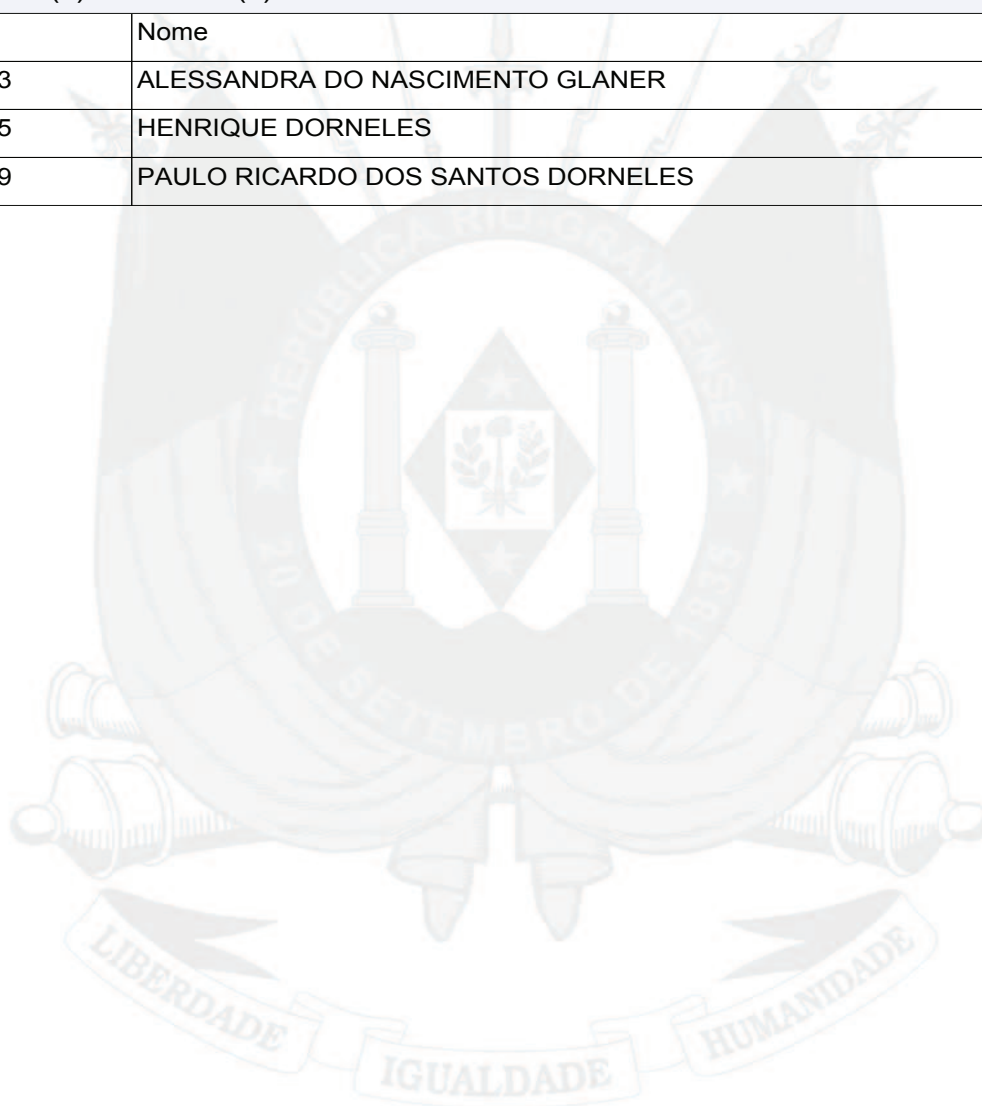 Nome
3 ALESSANDRA DO NASCIMENTO GLANER
5 HENRIQUE DORNELES
9 PAULO RICARDO DOS SANTOS DORNELES
REPÚBLICA RIO-GRANDENSE
20 DE SETEMBRO DE 1835
LIBERDADE
IGUALDADE
HUMANIDADE